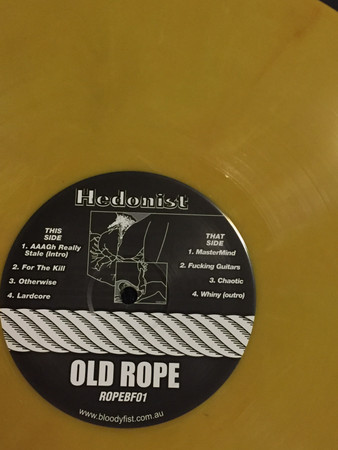 Hedonist
THIS
SIDE
1. AAAGh Really
Stale (Intro)
2. For The Kill
3. Otherwise
4. Lardcore
THAT
SIDE
1. MasterMind
2. Fucking Guitars
3. Chaotic
4. Whiny (outro)
OLD ROPE
ROPEBF01
www.bloodyfist.com.au